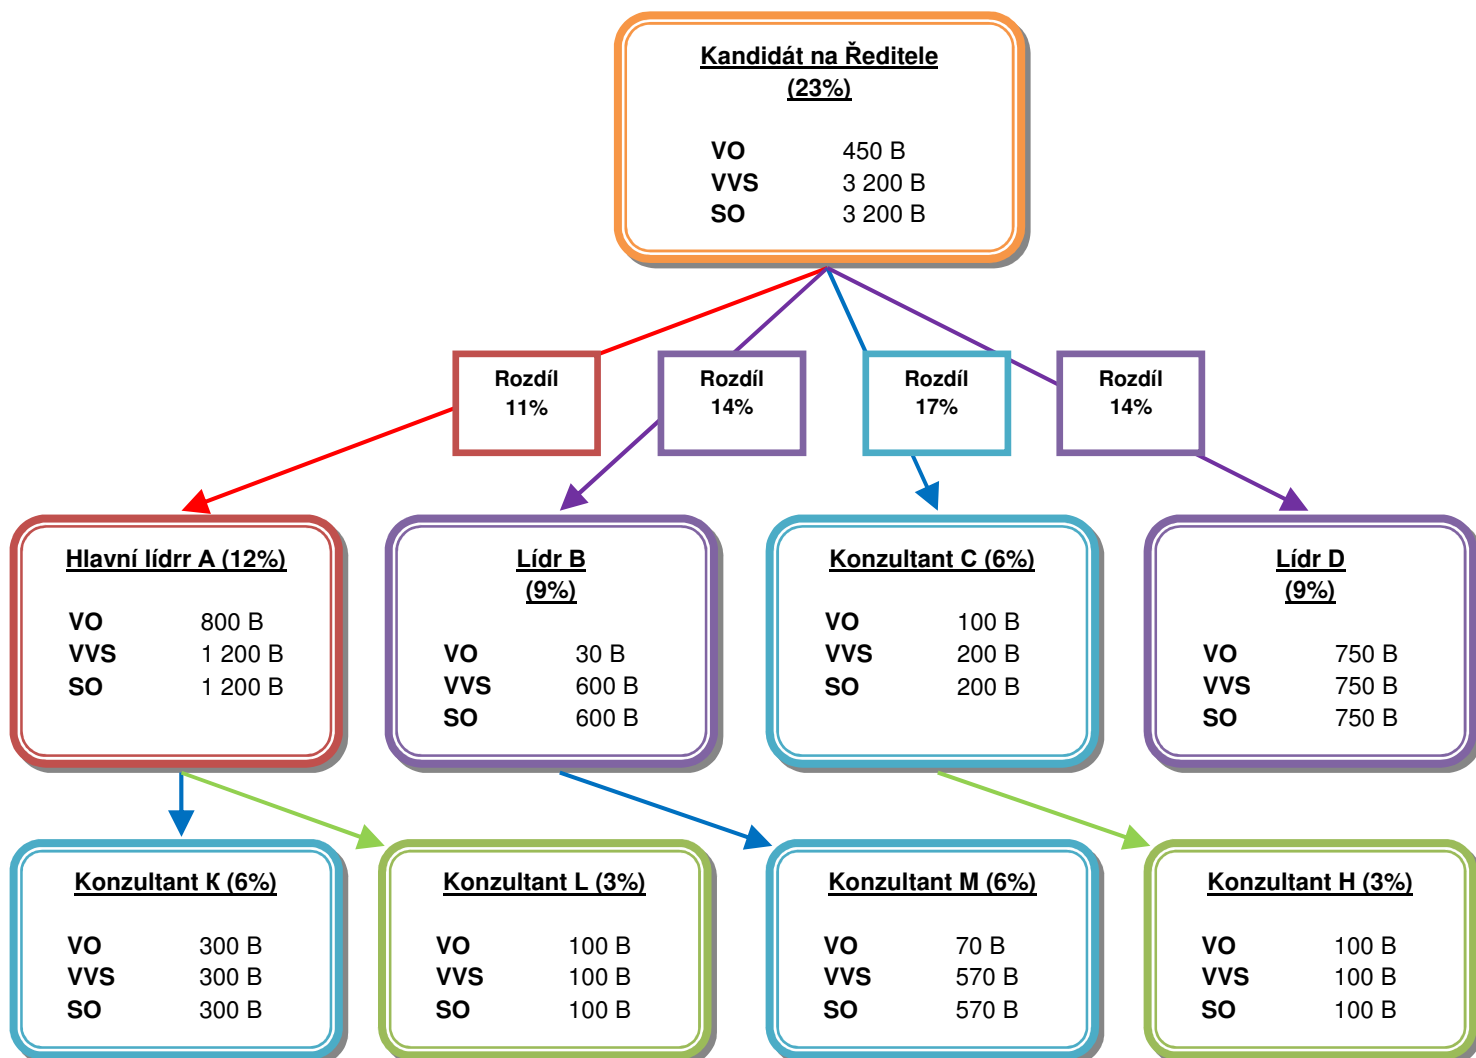 Kandidát na Ředitele
(23%)
VO 450 B
VVS 3 200 B
SO 3 200 B
Rozdíl
11%
Rozdíl
14%
Rozdíl
17%
Rozdíl
14%
Hlavní lídrr A (12%)
VO 800 B
VVS 1 200 B
SO 1 200 B
Lídr B
(9%)
VO 30 B
VVS 600 B
SO 600 B
Konzultant C (6%)
VO 100 B
VVS 200 B
SO 200 B
Lídr D
(9%)
VO 750 B
VVS 750 B
SO 750 B
Konzultant K (6%)
VO 300 B
VVS 300 B
SO 300 B
Konzultant L (3%)
VO 100 B
VVS 100 B
SO 100 B
Konzultant M (6%)
VO 70 B
VVS 570 B
SO 570 B
Konzultant H (3%)
VO 100 B
VVS 100 B
SO 100 B